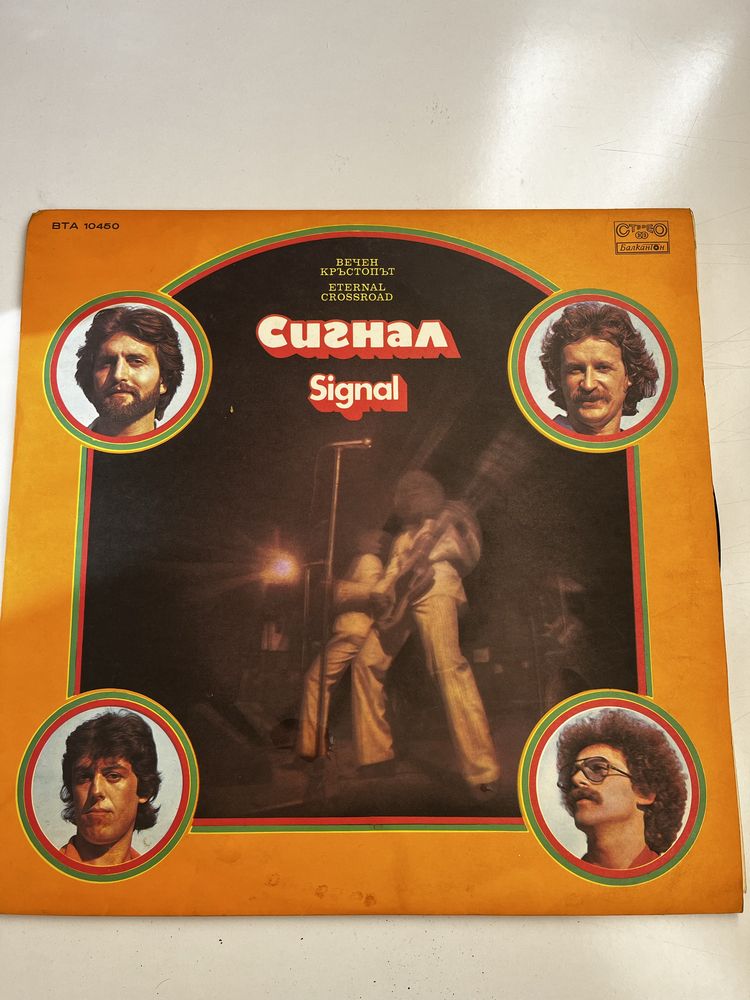 ВТА 10450
СТЕРЕО
Балкантон
ВЕЧЕН
КРЪСТОПЪТ
ETERNAL
CROSSROAD
Сигнал
Signal